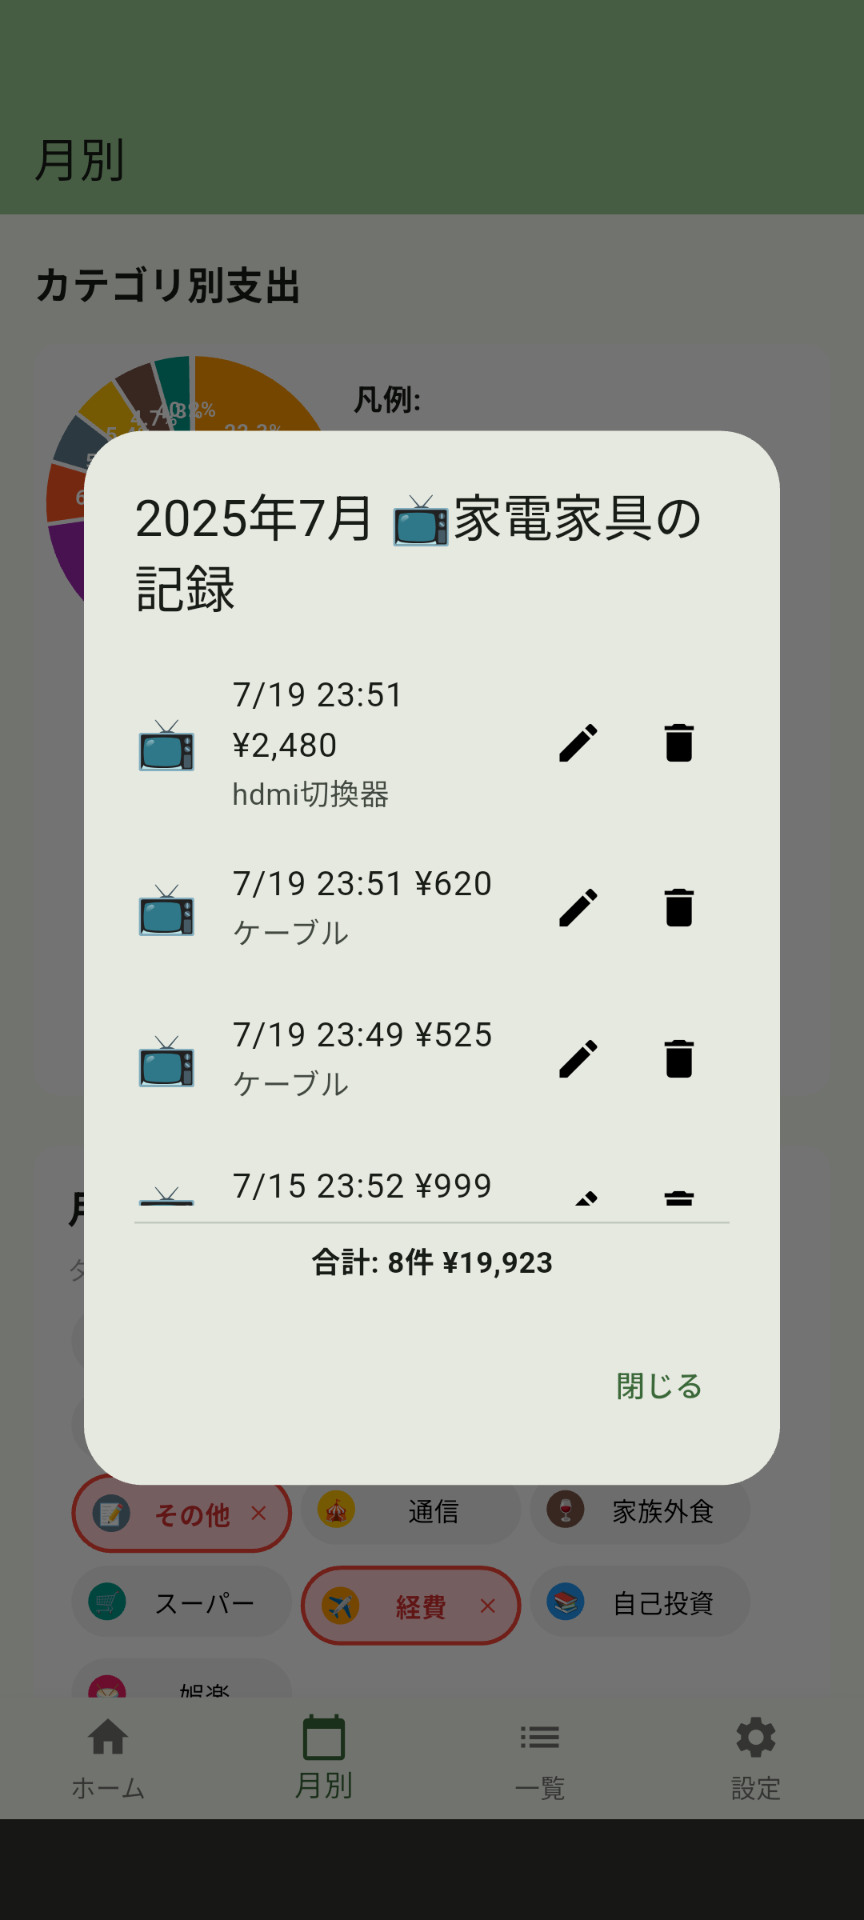 月別
カテゴリ別支出
凡例:
2025年7月 📺家電家具の
記録
7/19 23:51
¥2,480
hdmi切換器
7/19 23:51 ¥620
ケーブル
7/19 23:49 ¥525
ケーブル
7/15 23:52 ¥999
合計: 8件 ¥19,923
閉じる
その他 ×
通信
家族外食
スーパー
経費 ×
自己投資
娯楽
ホーム
月別
一覧
設定